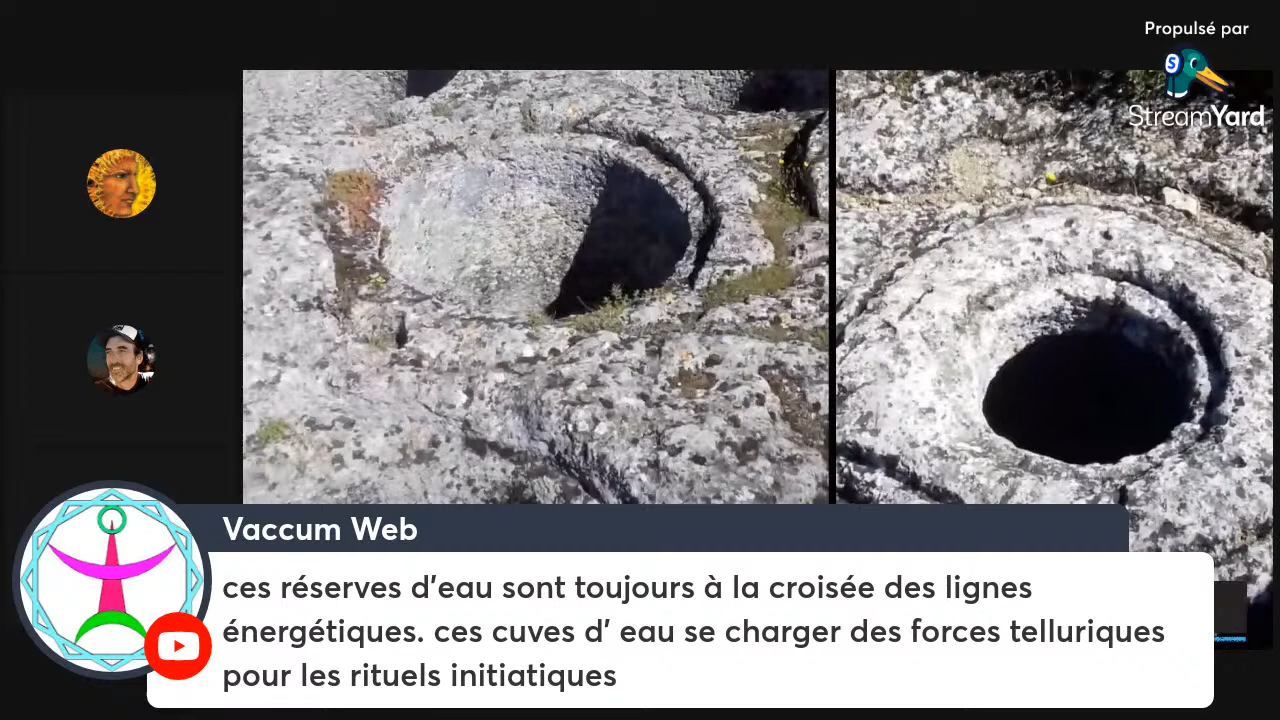 Propulsé par
S
StreamYard
Vaccum Web
ces réserves d'eau sont toujours à la croisée des lignes
énergétiques. ces cuves d' eau se charger des forces telluriques
pour les rituels initiatiques